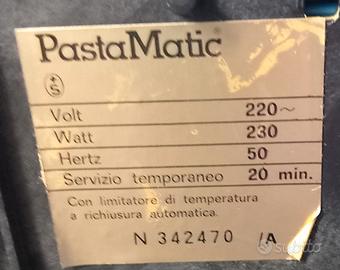 PastaMatic
+S
Volt 220~
Watt 230
Hertz 50
Servizio temporaneo 20 min.
Con limitatore di temperatura
a richiusura automatica.
N 342470 /A
subito